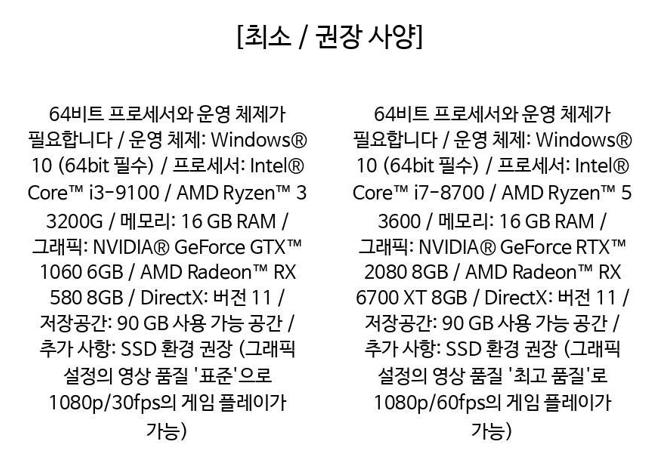 [최소 / 권장 사양]
64비트 프로세서와 운영 체제가
필요합니다 / 운영 체제: Windows®
10 (64bit 필수) / 프로세서: Intel®
Core™ i3-9100 / AMD Ryzen™ 3
3200G / 메모리: 16 GB RAM /
그래픽: NVIDIA® GeForce GTX™
1060 6GB / AMD Radeon™ RX
580 8GB / DirectX: 버전 11 /
저장공간: 90 GB 사용 가능 공간 /
추가 사항: SSD 환경 권장 (그래픽
설정의 영상 품질 '표준'으로
1080p/30fps의 게임 플레이가
가능)
64비트 프로세서와 운영 체제가
필요합니다 / 운영 체제: Windows®
10 (64bit 필수) / 프로세서: Intel®
Core™ i7-8700 / AMD Ryzen™ 5
3600 / 메모리: 16 GB RAM /
그래픽: NVIDIA® GeForce RTX™
2080 8GB / AMD Radeon™ RX
6700 XT 8GB / DirectX: 버전 11 /
저장공간: 90 GB 사용 가능 공간 /
추가 사항: SSD 환경 권장 (그래픽
설정의 영상 품질 '최고 품질'로
1080p/60fps의 게임 플레이가
가능)